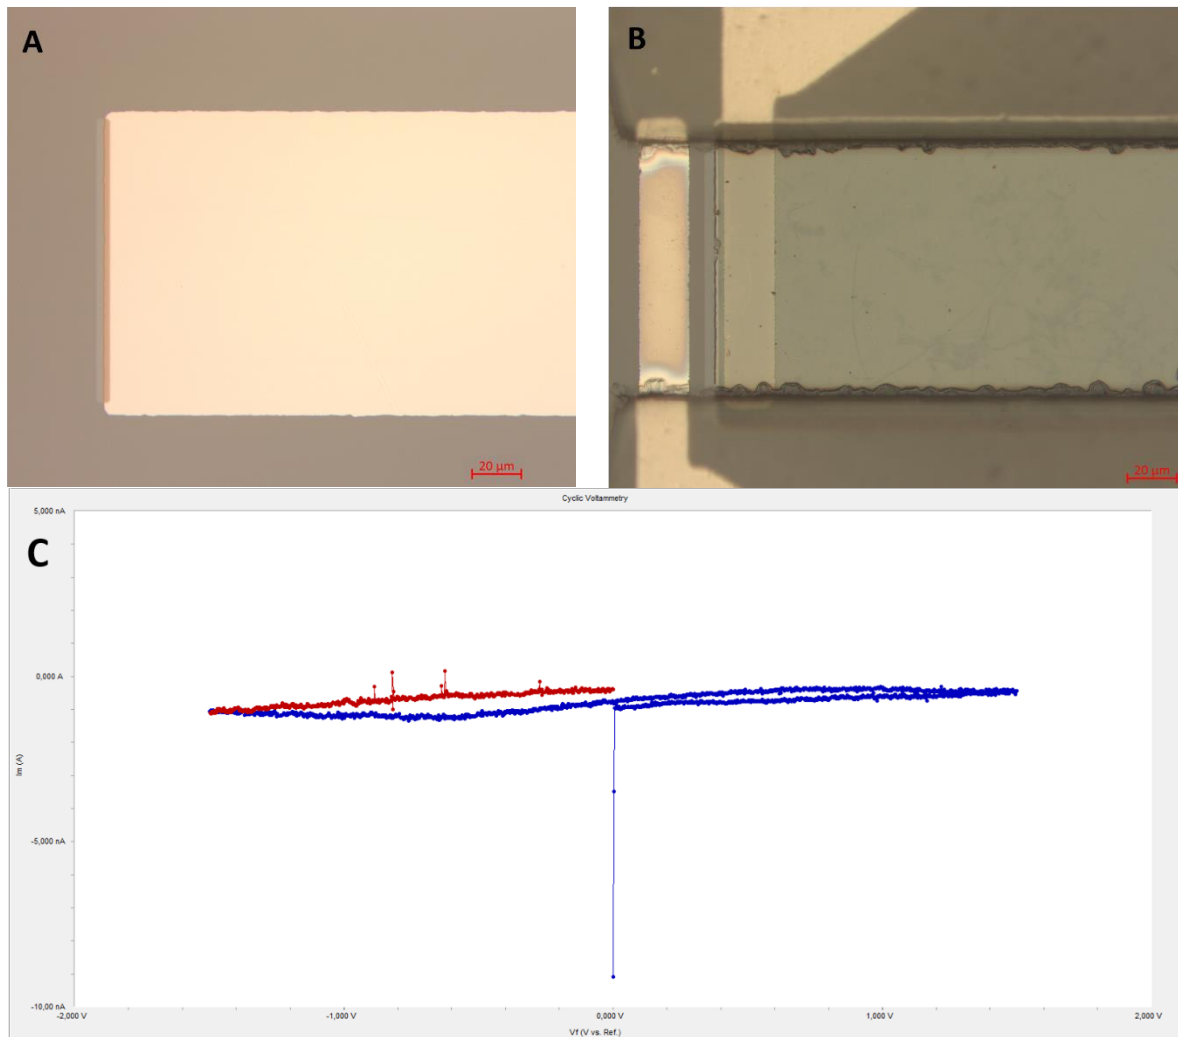 A
B
20 µm
20 µm
Cyclic Voltammetry
C
5,000 nA
0,000 A
-5,000 nA
-10,00 nA
Im (A)
-2,000 V
-1,000 V
0,000 V
1,000 V
2,000 V
Vf (V vs. Ref.)